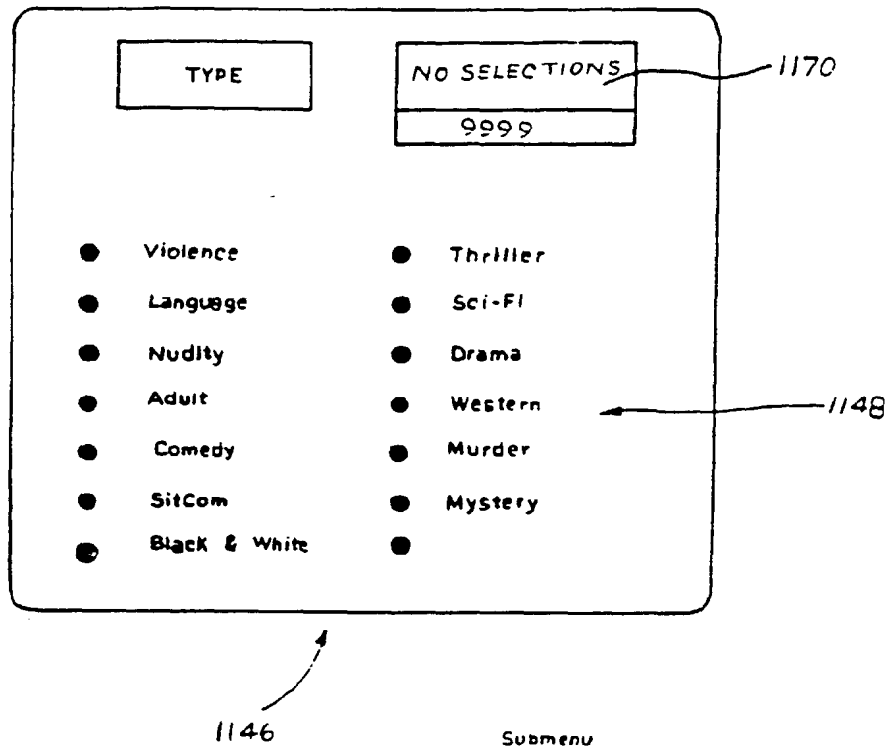 TYPE
NO SELECTIONS
1170
9999
Violence
Thriller
Language
Sci-Fi
Nudity
Drama
Adult
Western
1148
Comedy
Murder
SitCom
Mystery
Black & White
1146
Submenu